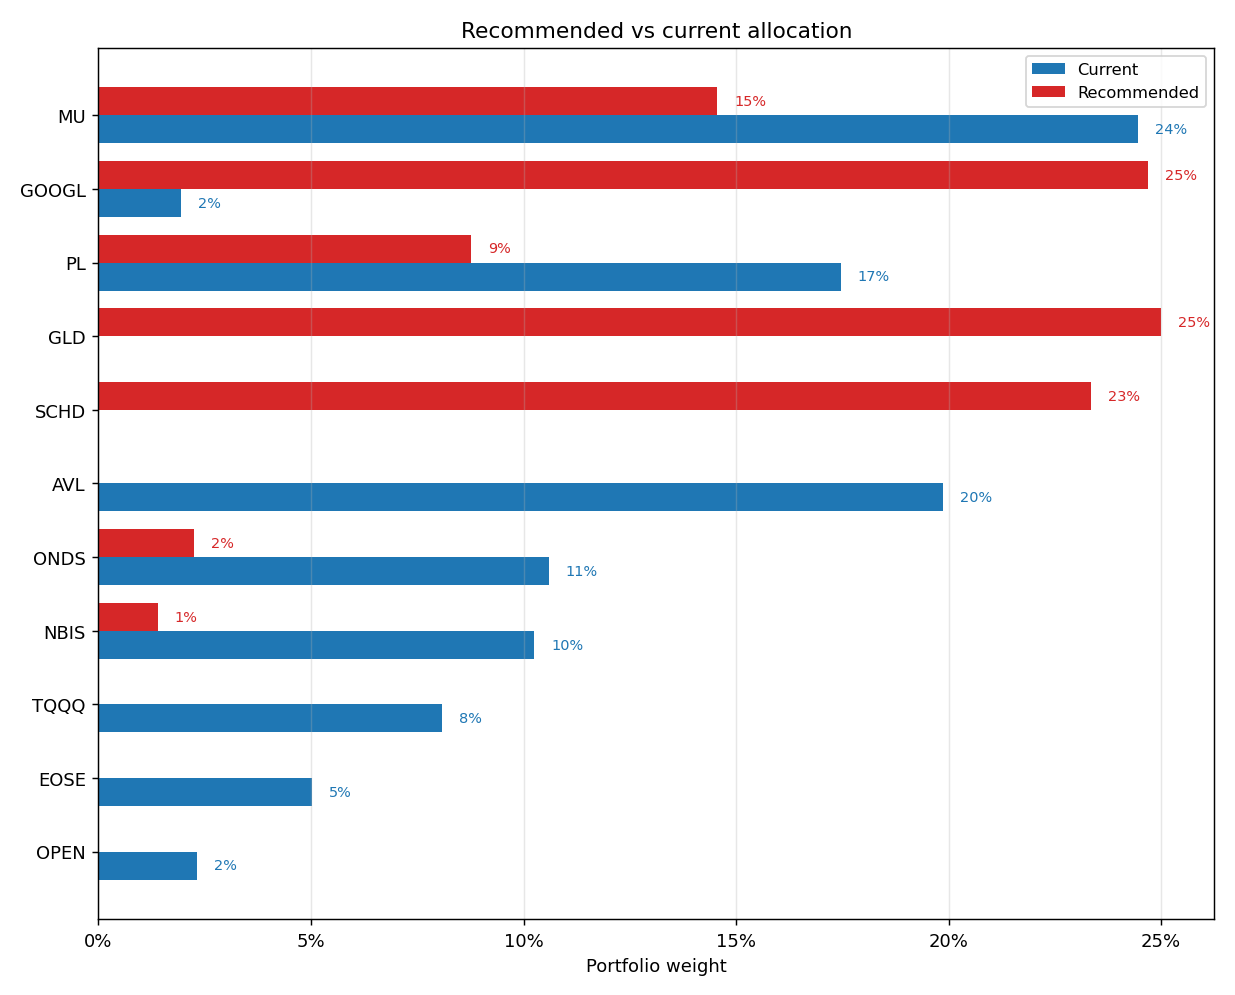 Recommended vs current allocation
Current
Recommended
MU
15%
24%
GOOGL
25%
2%
PL
9%
17%
GLD
25%
SCHD
23%
AVL
20%
ONDS
2%
11%
NBIS
1%
10%
TQQQ
8%
EOSE
5%
OPEN
2%
0% 5% 10% 15% 20% 25%
Portfolio weight